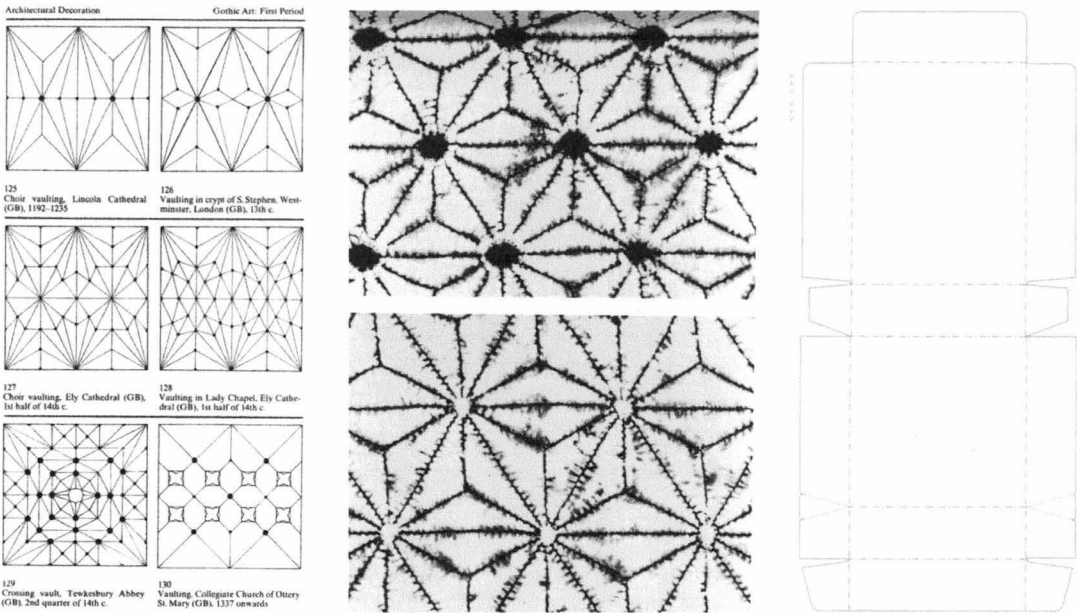 Architectural Decoration
Gothic Art: First Period
125
Choir vaulting, Lincoln Cathedral
(GB), 1192–1235
126
Vaulting in crypt of S. Stephen, West-
minster, London (GB), 13th c.
127
Choir vaulting, Ely Cathedral (GB),
1st half of 14th c.
128
Vaulting in Lady Chapel, Ely Cathe-
dral (GB), 1st half of 14th c.
129
Crossing vault, Tewkesbury Abbey
(GB), 2nd quarter of 14th c.
130
Vaulting, Collegiate Church of Ottery
St. Mary (GB), 1337 onwards